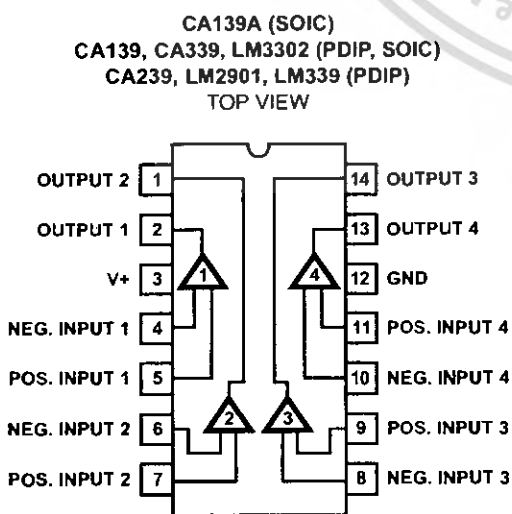 CA139A (SOIC)
CA139, CA339, LM3302 (PDIP, SOIC)
CA239, LM2901, LM339 (PDIP)
TOP VIEW
OUTPUT 2 1 14 OUTPUT 3
OUTPUT 1 2 13 OUTPUT 4
V+ 3 1 4 12 GND
NEG. INPUT 1 4 11 POS. INPUT 4
POS. INPUT 1 5 10 NEG. INPUT 4
NEG. INPUT 2 6 2 3 9 POS. INPUT 3
POS. INPUT 2 7 8 NEG. INPUT 3